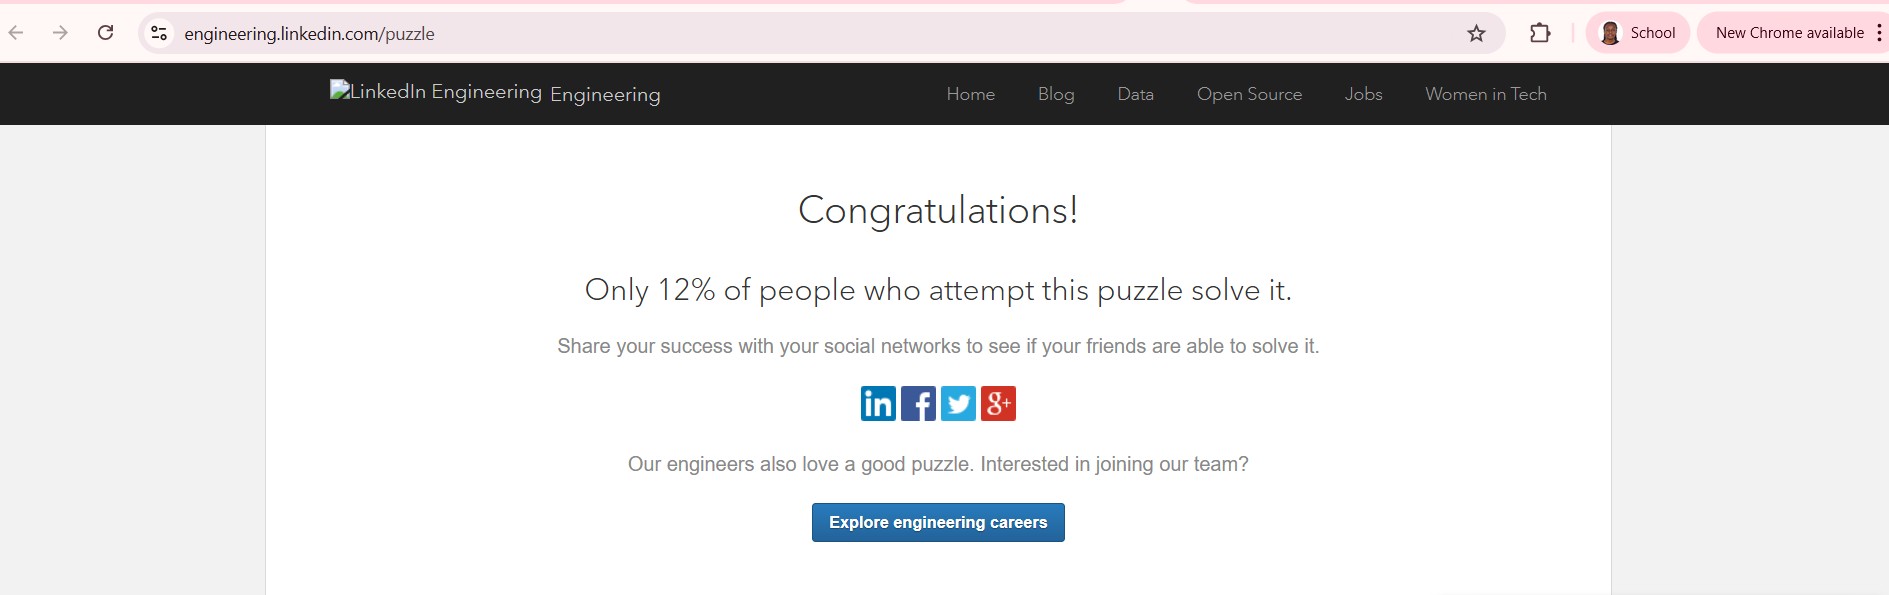 engineering.linkedin.com/puzzle
School
New Chrome available
LinkedIn Engineering Engineering
Home Blog Data Open Source Jobs Women in Tech
Congratulations!
Only 12% of people who attempt this puzzle solve it.
Share your success with your social networks to see if your friends are able to solve it.
in f g+
Our engineers also love a good puzzle. Interested in joining our team?
Explore engineering careers